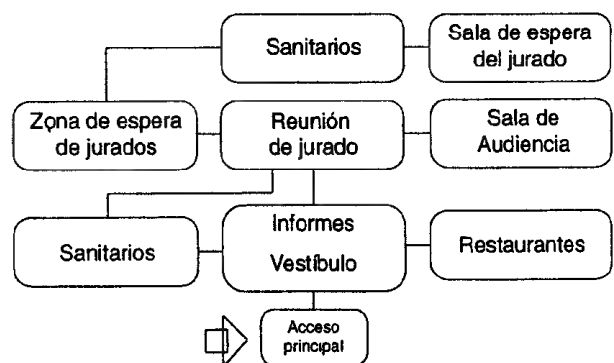 Sanitarios
Sala de espera
del jurado
Zona de espera
de jurados
Reunión
de jurado
Sala de
Audiencia
Sanitarios
Informes
Vestíbulo
Restaurantes
Acceso
principal